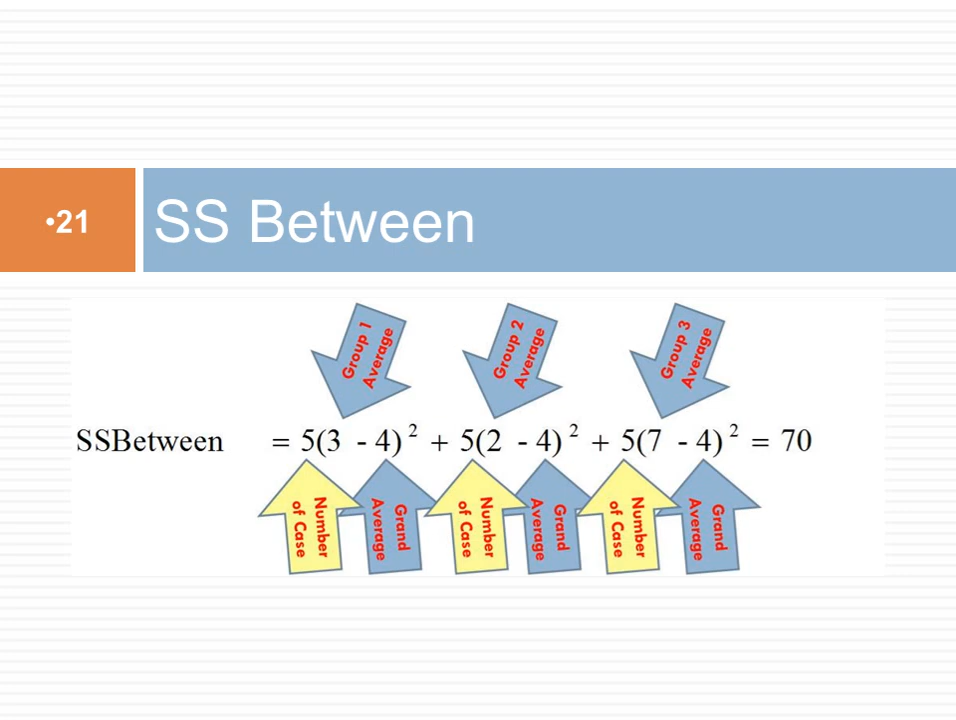 •21
SS Between
Group 1
Average
Group 2
Average
Group 3
Average
SSBetween = 5(3 - 4)² + 5(2 - 4)² + 5(7 - 4)² = 70
Number
of Case
Grand
Average
Number
of Case
Grand
Average
Number
of Case
Grand
Average